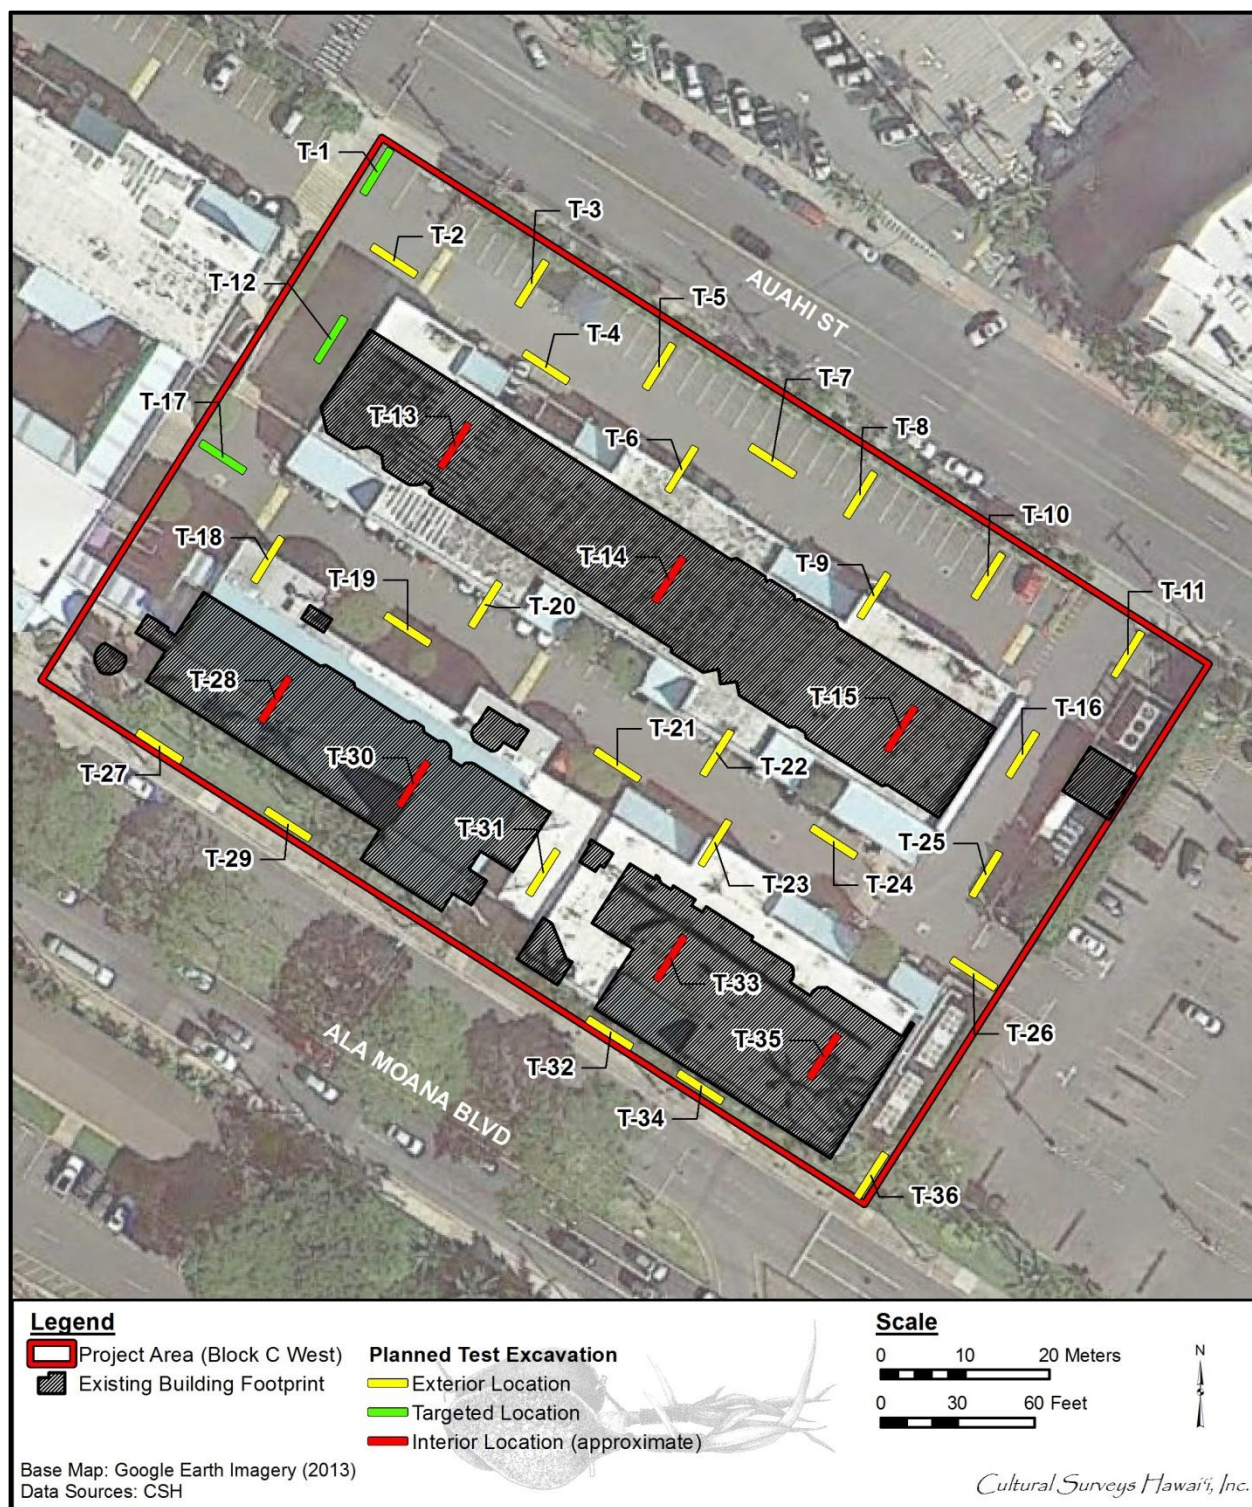 T-1
T-2
T-3
T-12
T-5
AUAHI ST
T-4
T-7
T-17
T-13
T-6
T-8
T-10
T-18
T-14
T-9
T-19
T-20
T-11
T-28
T-15
T-16
T-21
T-27
T-30
T-22
T-31
T-29
T-25
T-23
T-24
T-33
T-26
T-35
T-32
ALA MOANA BLVD
T-34
T-36
Legend
Project Area (Block C West)
Existing Building Footprint
Planned Test Excavation
Exterior Location
Targeted Location
Interior Location (approximate)
Scale
0 10 20 Meters
0 30 60 Feet
N
Base Map: Google Earth Imagery (2013)
Data Sources: CSH
Cultural Surveys Hawaiʻi, Inc.